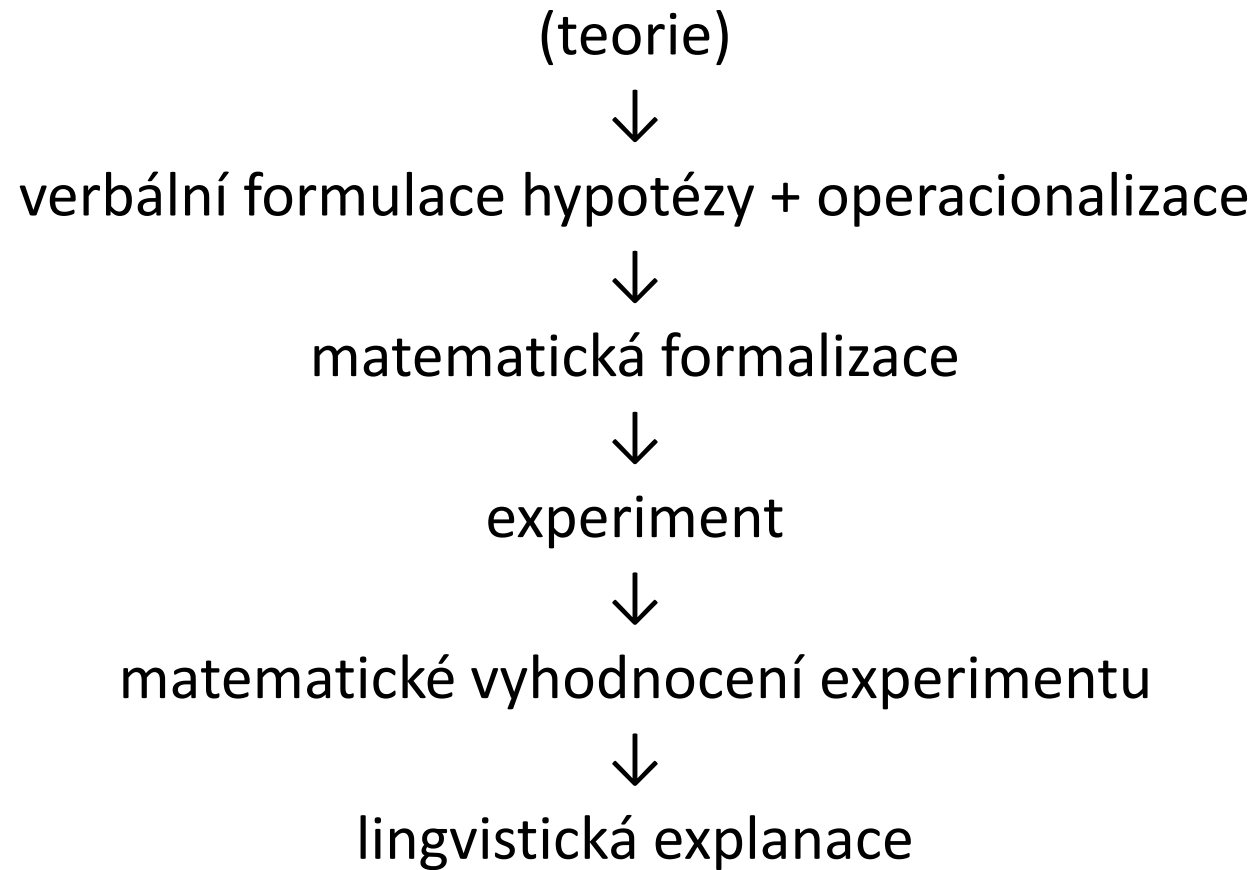 (teorie)
↓
verbální formulace hypotézy + operacionalizace
↓
matematická formalizace
↓
experiment
↓
matematické vyhodnocení experimentu
↓
lingvistická explanace